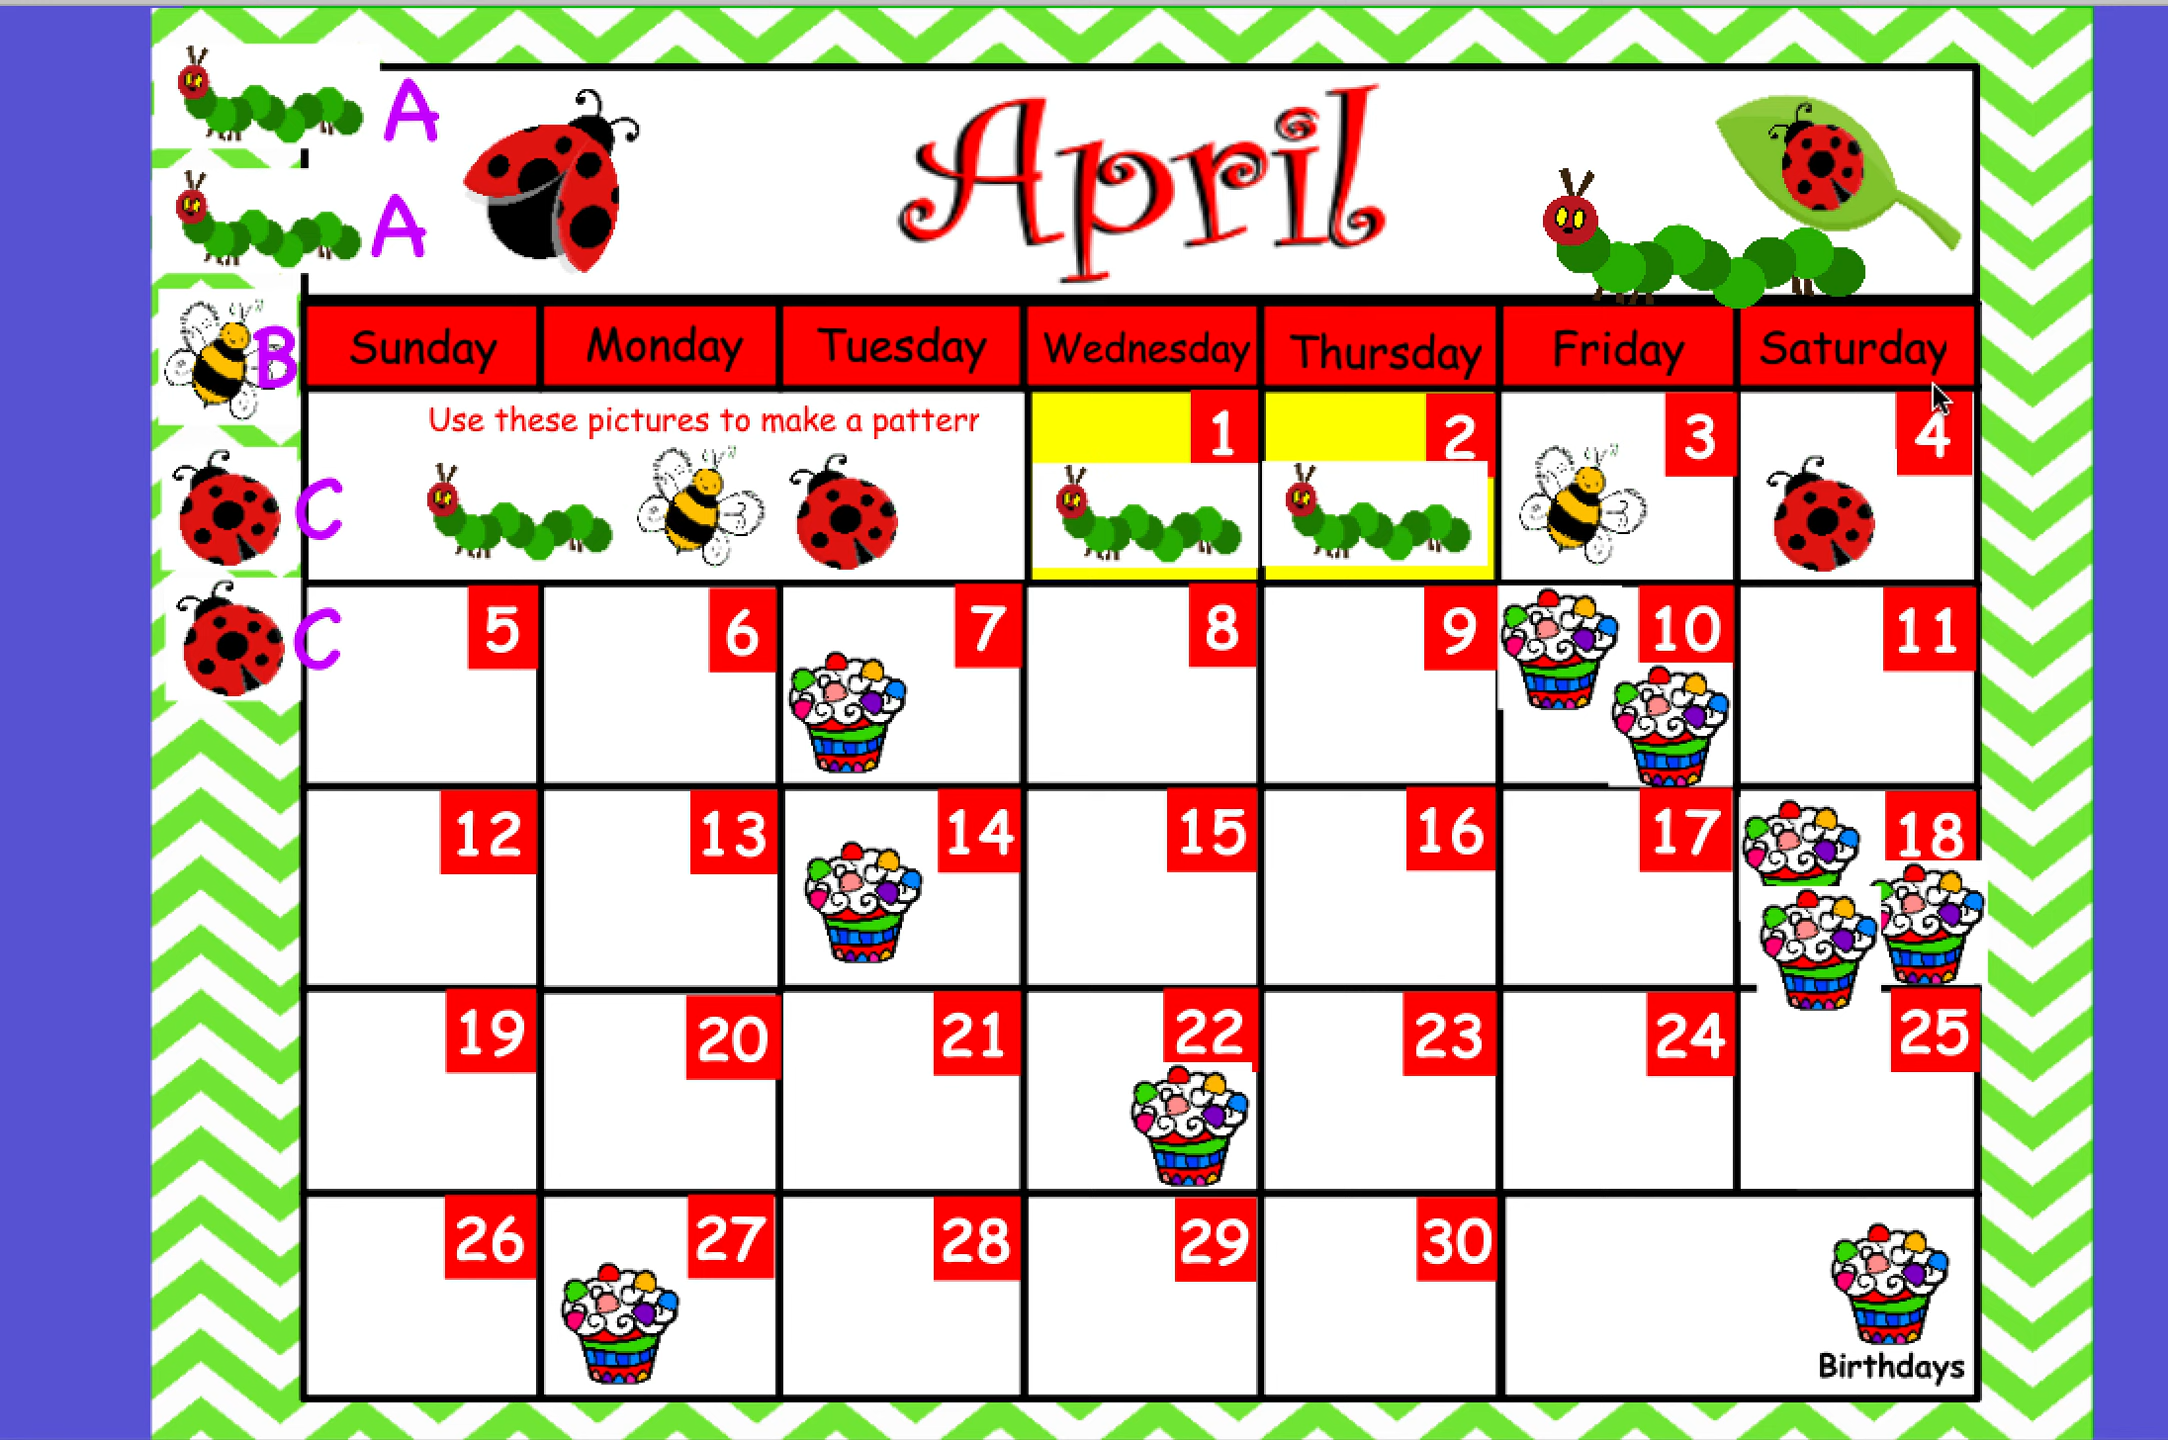 A
April
A
B
Sunday Monday Tuesday Wednesday Thursday Friday Saturday
Use these pictures to make a patterr
1 2 3 4
C
5 6 7 8 9 10 11
C
12 13 14 15 16 17 18
19 20 21 22 23 24 25
26 27 28 29 30
Birthdays